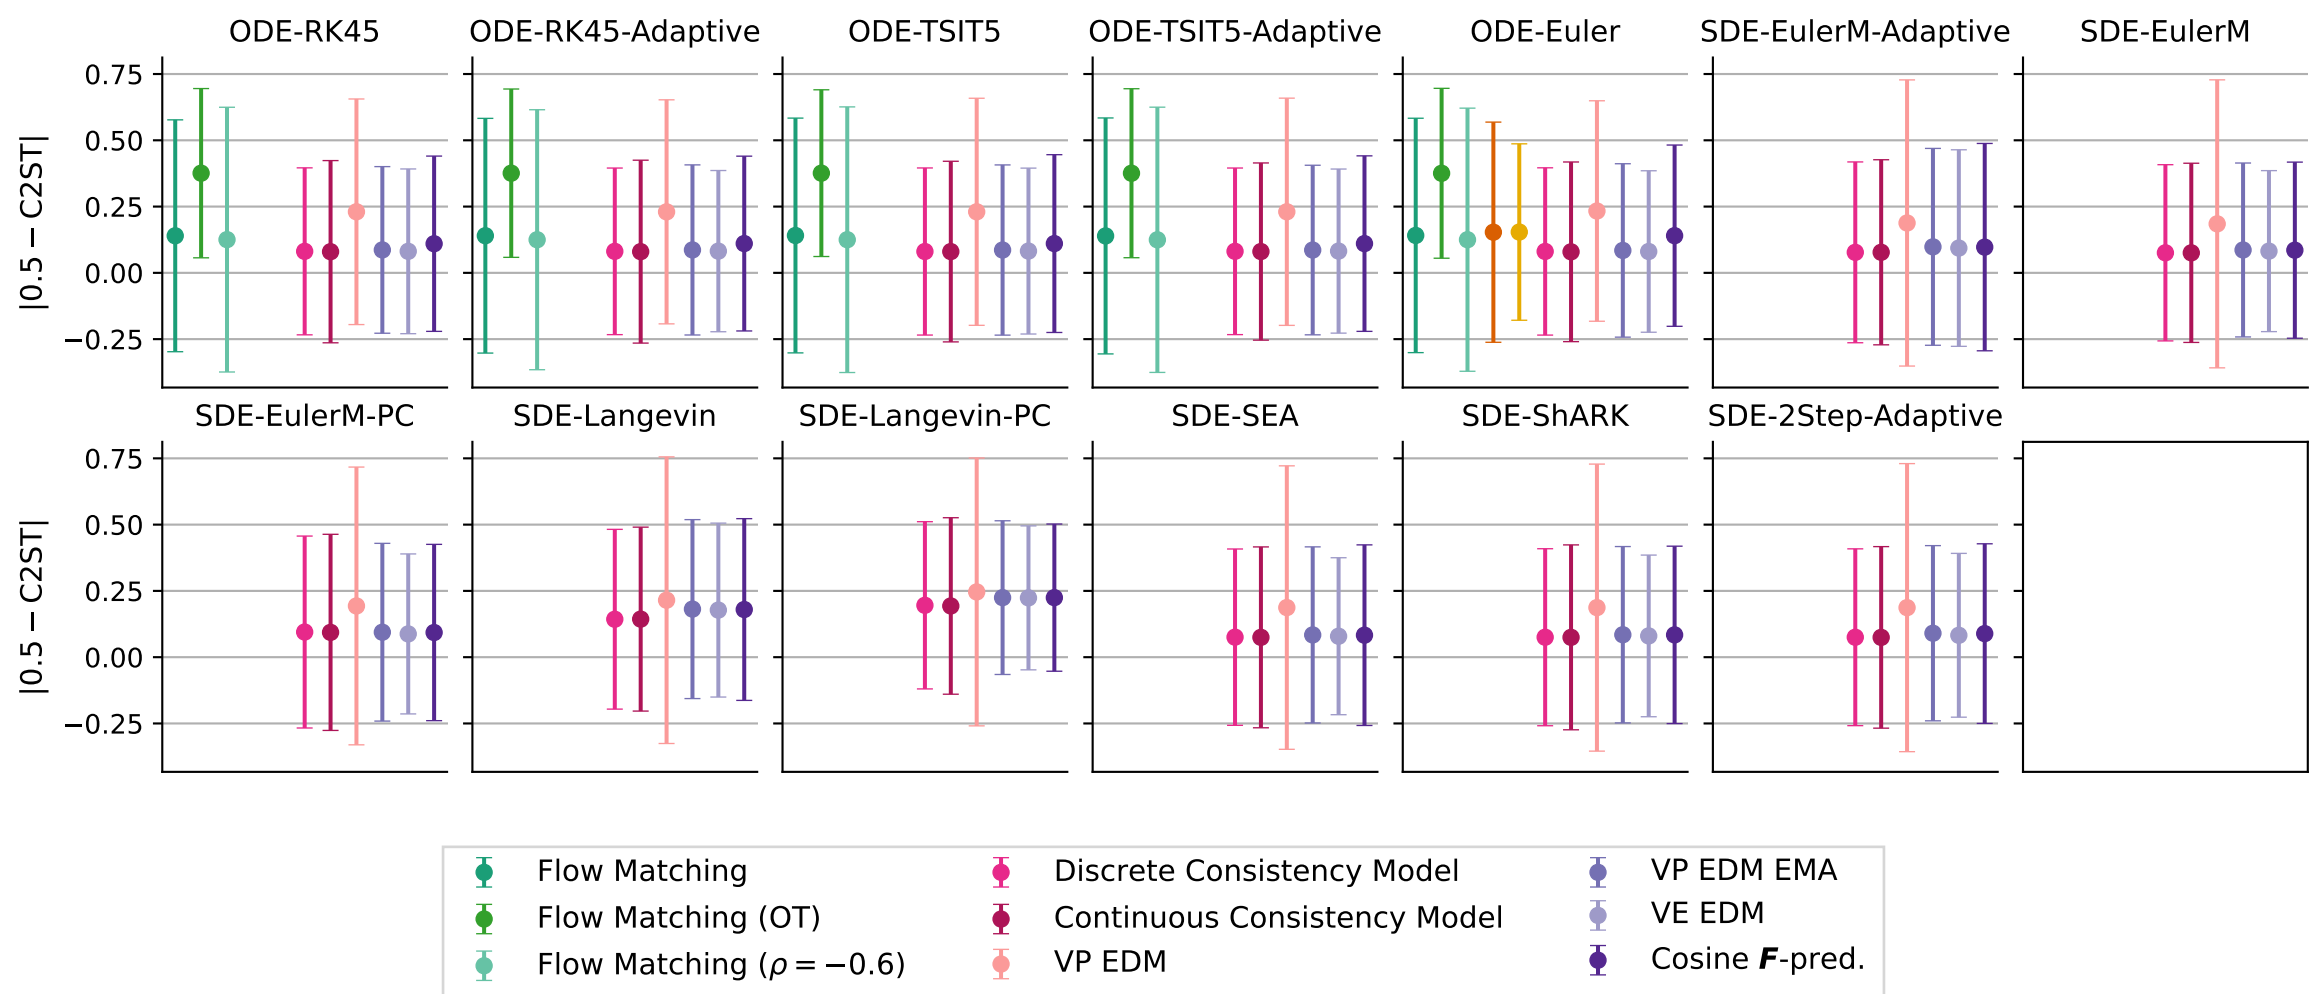 ODE-RK45
ODE-RK45-Adaptive
ODE-TSIT5
ODE-TSIT5-Adaptive
ODE-Euler
SDE-EulerM-Adaptive
SDE-EulerM
|0.5 − C2ST|
0.75
0.50
0.25
0.00
−0.25
SDE-EulerM-PC
SDE-Langevin
SDE-Langevin-PC
SDE-SEA
SDE-ShARK
SDE-2Step-Adaptive
|0.5 − C2ST|
0.75
0.50
0.25
0.00
−0.25
Flow Matching
Flow Matching (OT)
Flow Matching (ρ = −0.6)
Discrete Consistency Model
Continuous Consistency Model
VP EDM
VP EDM EMA
VE EDM
Cosine F-pred.